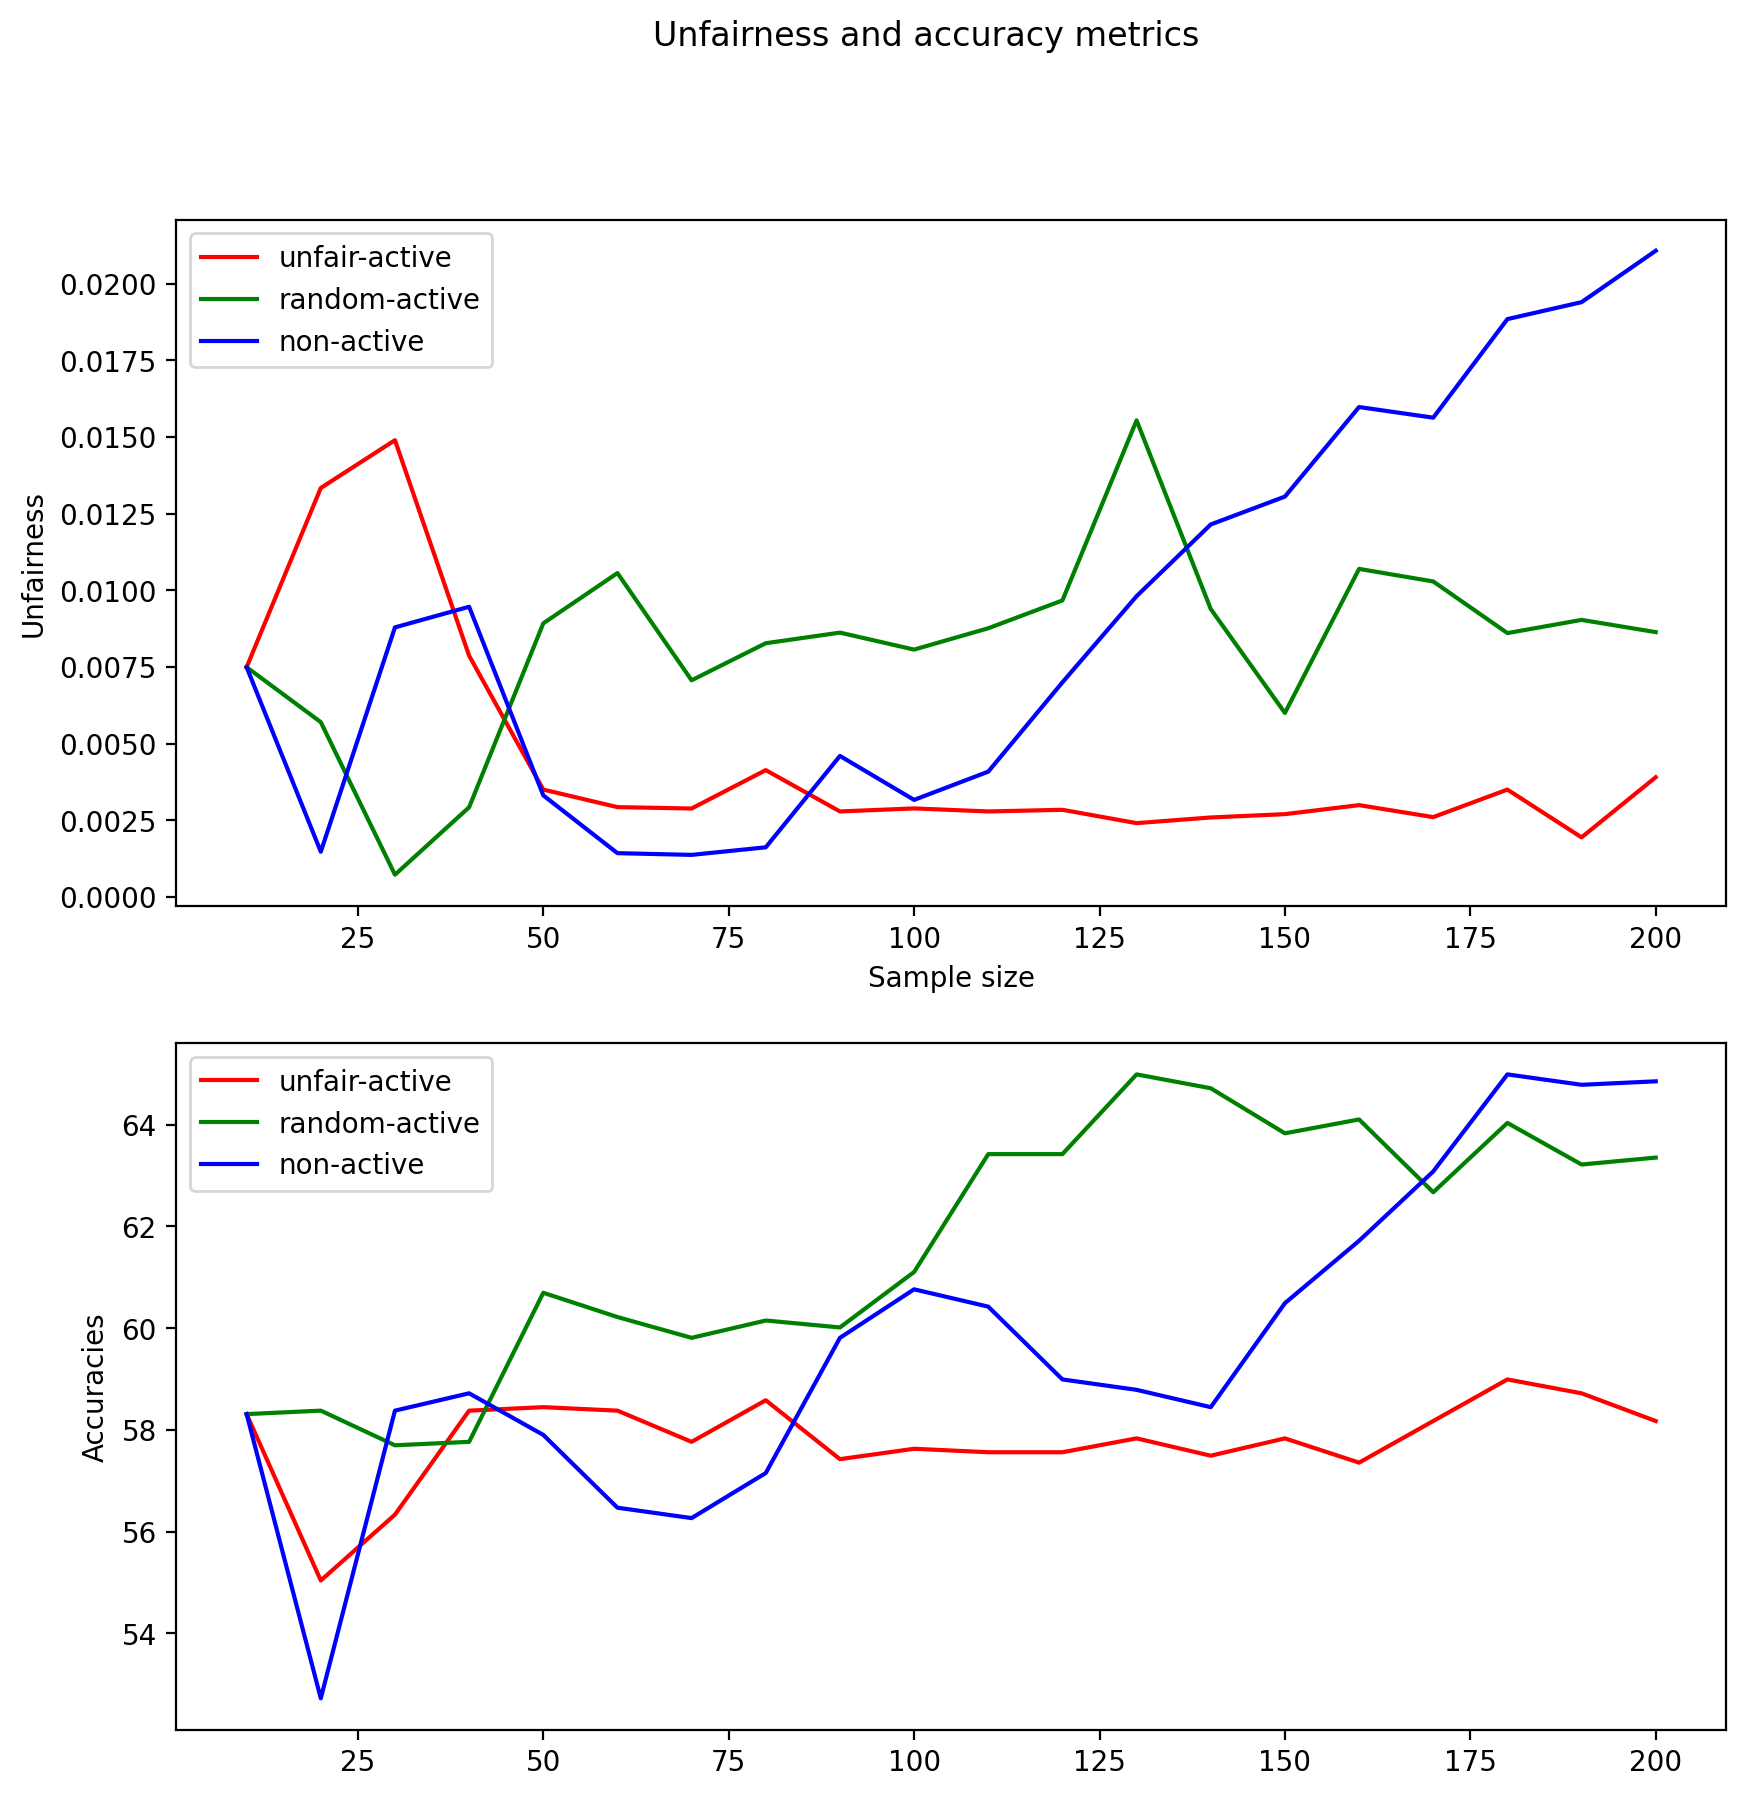 Unfairness and accuracy metrics
unfair-active
random-active
non-active
0.0200
0.0175
0.0150
0.0125
0.0100
0.0075
0.0050
0.0025
0.0000
Unfairness
25 50 75 100 125 150 175 200
Sample size
unfair-active
random-active
non-active
64
62
60
58
56
54
Accuracies
25 50 75 100 125 150 175 200